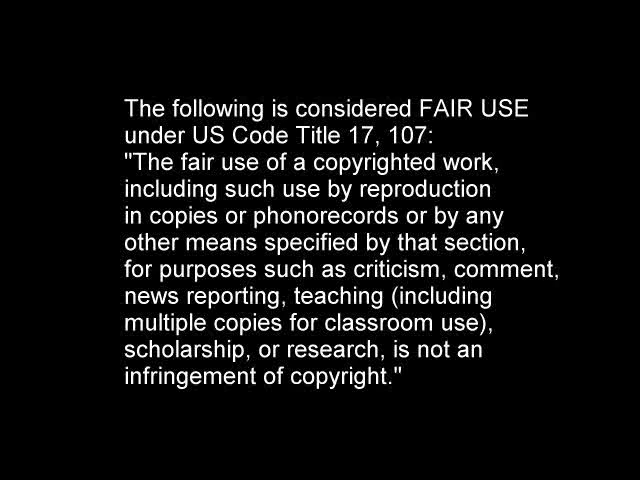 The following is considered FAIR USE
under US Code Title 17, 107:
"The fair use of a copyrighted work,
including such use by reproduction
in copies or phonorecords or by any
other means specified by that section,
for purposes such as criticism, comment,
news reporting, teaching (including
multiple copies for classroom use),
scholarship, or research, is not an
infringement of copyright."